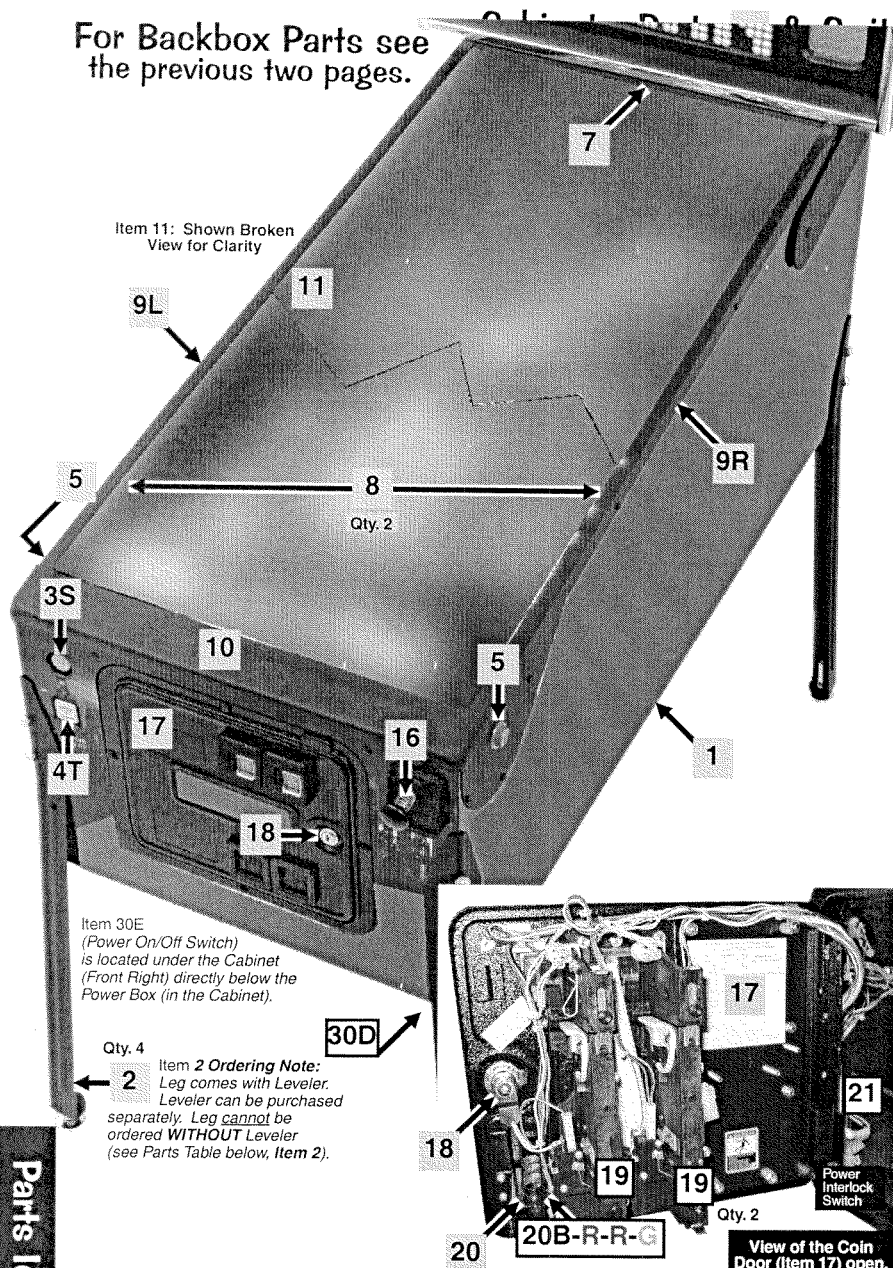 For Backbox Parts see
the previous two pages.
7
Item 11: Shown Broken
View for Clarity
11
9L
9R
5
8
Qty. 2
3S
10
5
17
16
4T
1
18
Item 30E
(Power On/Off Switch)
is located under the Cabinet
(Front Right) directly below the
Power Box (in the Cabinet).
17
30D
Qty. 4
2
Item 2 Ordering Note:
Leg comes with Leveler.
Leveler can be purchased
separately. Leg cannot be
ordered WITHOUT Leveler
(see Parts Table below, Item 2).
21
18
19
19
Qty. 2
Power
Interlock
Switch
20
20B-R-R-G
View of the Coin
Door (Item 17) open.
Parts